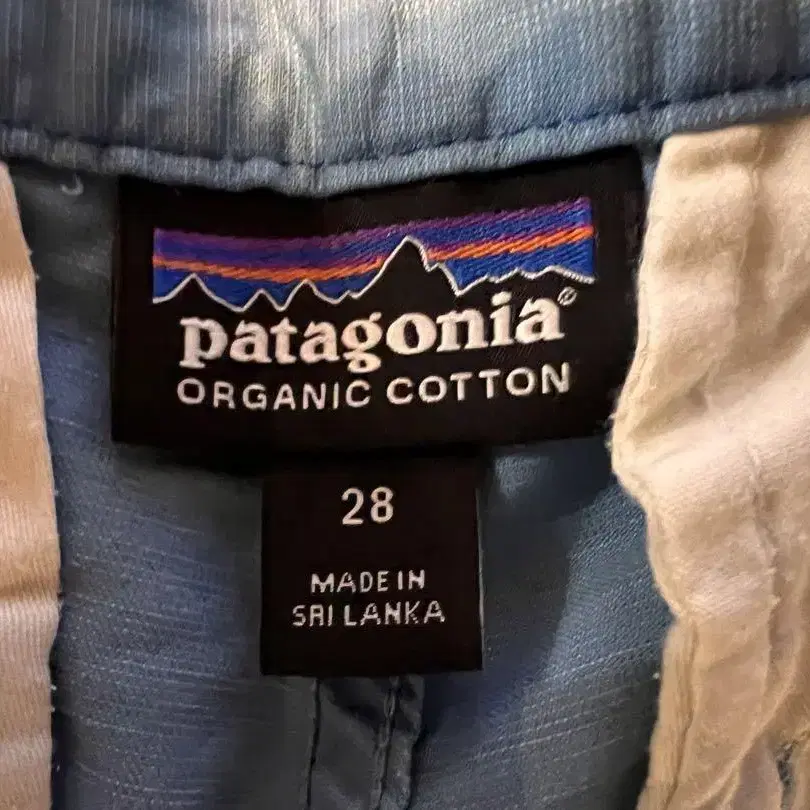 patagonia®
ORGANIC COTTON
28
MADE IN
SRI LANKA